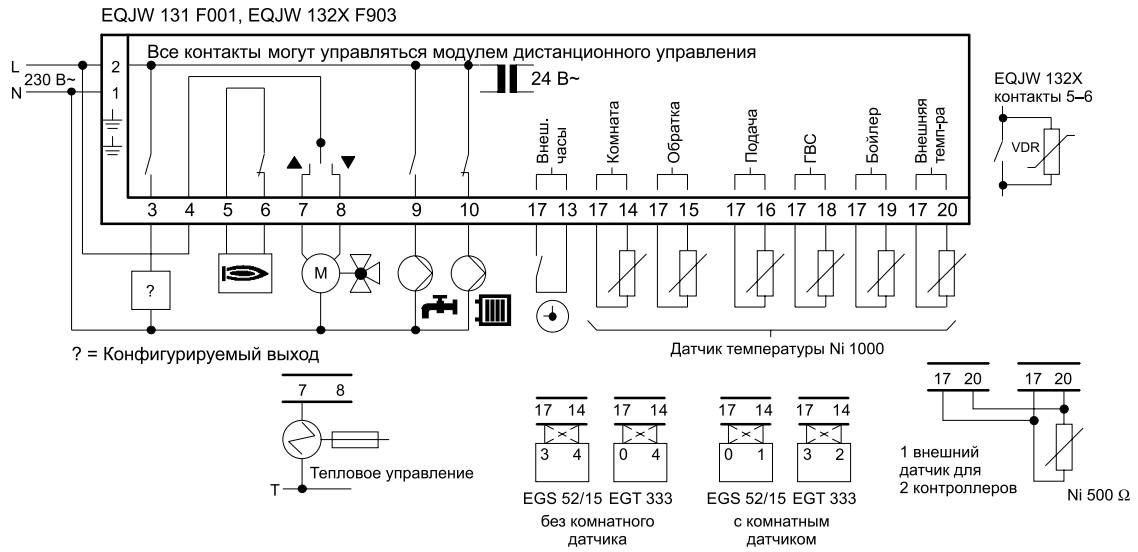 EQJW 131 F001, EQJW 132X F903
Все контакты могут управляться модулем дистанционного управления
L
230 В~
N
2
1
24 В~
EQJW 132X
контакты 5–6
VDR
Внеш. часы
Комната
Обратка
Подача
ГВС
Бойлер
Внешняя темп-ра
3 4 5 6 7 8 9 10 17 13 17 14 17 15 17 16 17 18 17 19 17 20
?
M
? = Конфигурируемый выход
Датчик температуры Ni 1000
7 8
Тепловое управление
T
17 14 17 14 17 14 17 14
X X X X
3 4 0 4 0 1 3 2
EGS 52/15 EGT 333 EGS 52/15 EGT 333
без комнатного датчика
с комнатным датчиком
17 20 17 20
1 внешний
датчик для
2 контроллеров
Ni 500 Ω